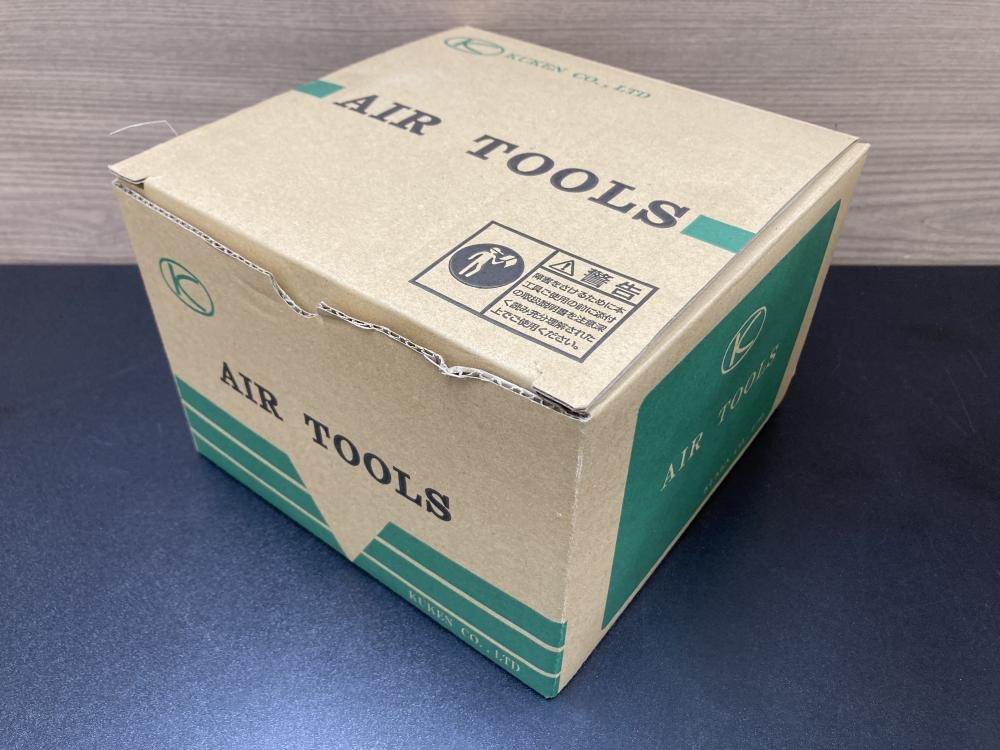 K
KUKEN CO., LTD
AIR TOOLS
警告
障害をさけるために本
工具ご使用の前に添付
の取扱説明書を注意深
く読み充分理解された
上でご使用ください。
K
AIR TOOLS
KUKEN CO., LTD
K
AIR TOOLS